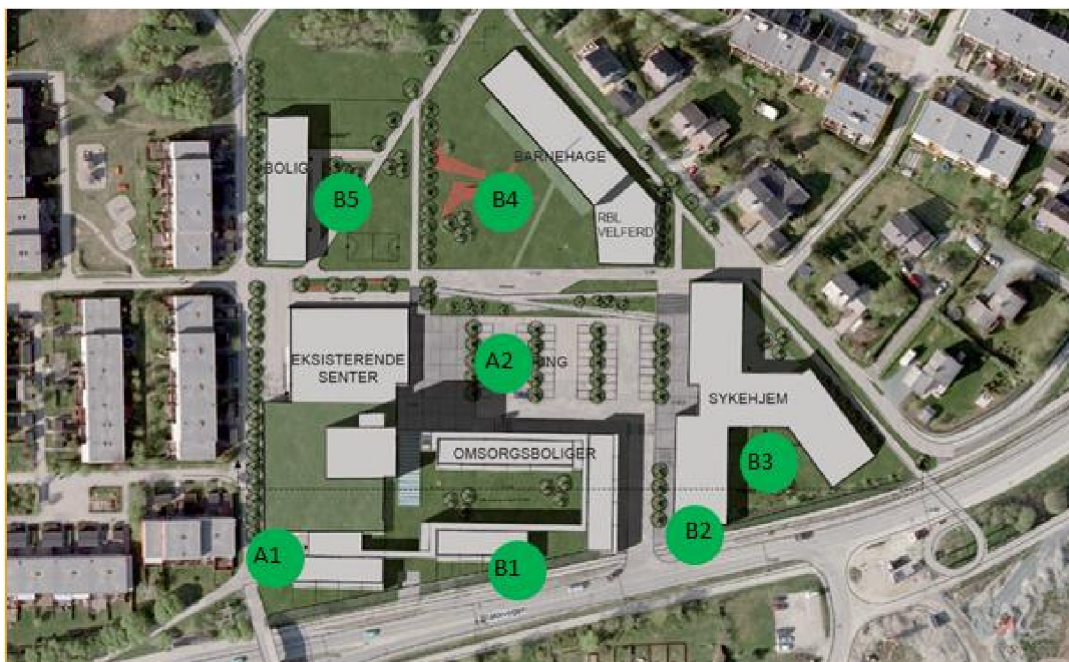 BOLIG
B5
BARNEHAGE
B4
RBL
VELFERD
EKSISTERENDE
SENTER
A2
ING
SYKEHJEM
OMSORGSBOLIGER
B3
B2
A1
B1